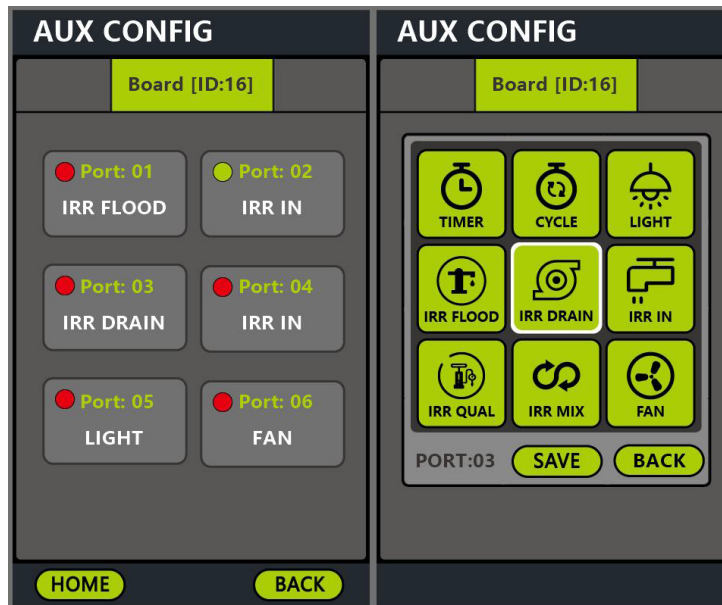 AUX CONFIG
Board [ID:16]
Port: 01
IRR FLOOD
Port: 02
IRR IN
Port: 03
IRR DRAIN
Port: 04
IRR IN
Port: 05
LIGHT
Port: 06
FAN
HOME
BACK
AUX CONFIG
Board [ID:16]
TIMER
CYCLE
LIGHT
IRR FLOOD
IRR DRAIN
IRR IN
IRR QUAL
IRR MIX
FAN
PORT:03
SAVE
BACK